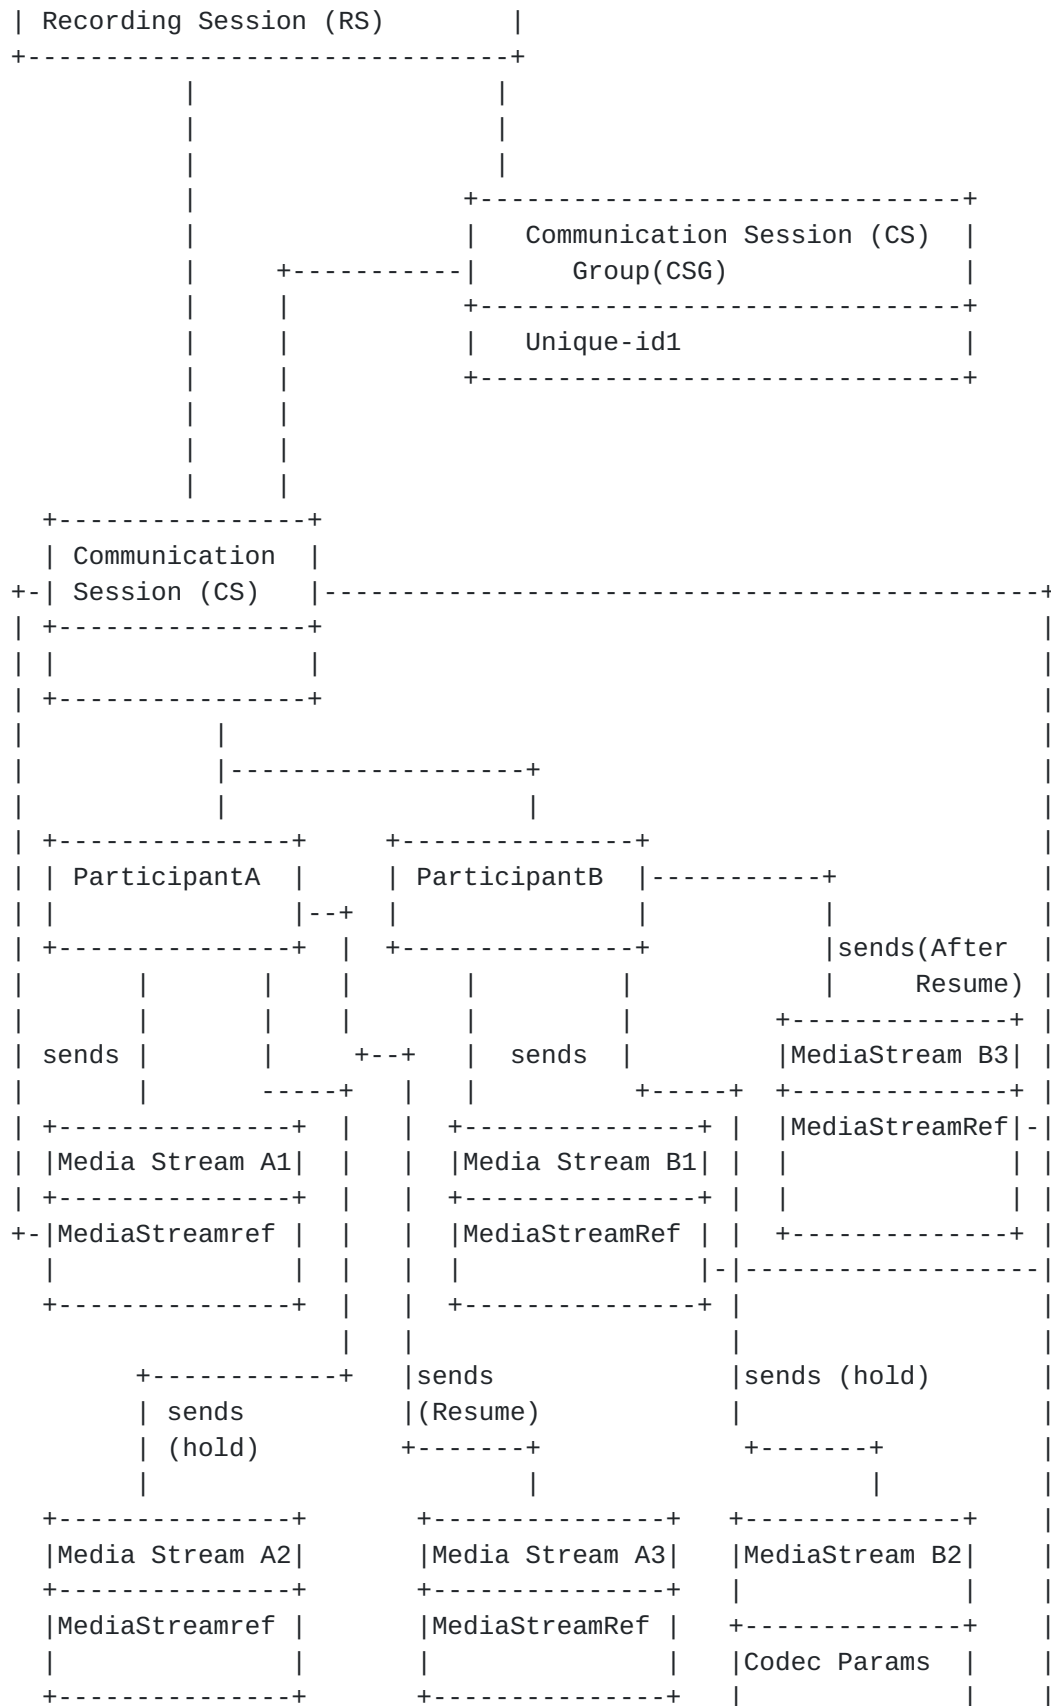 Recording Session (RS)
Communication Session (CS)
Group(CSG)
Unique-id1
Communication
Session (CS)
ParticipantA ParticipantB
sends(After
Resume)
sends sends MediaStream B3
MediaStreamRef
Media Stream A1 Media Stream B1
MediaStreamref MediaStreamRef
sends sends (hold)
sends (Resume)
(hold)
Media Stream A2 Media Stream A3 MediaStream B2
MediaStreamref MediaStreamRef
Codec Params